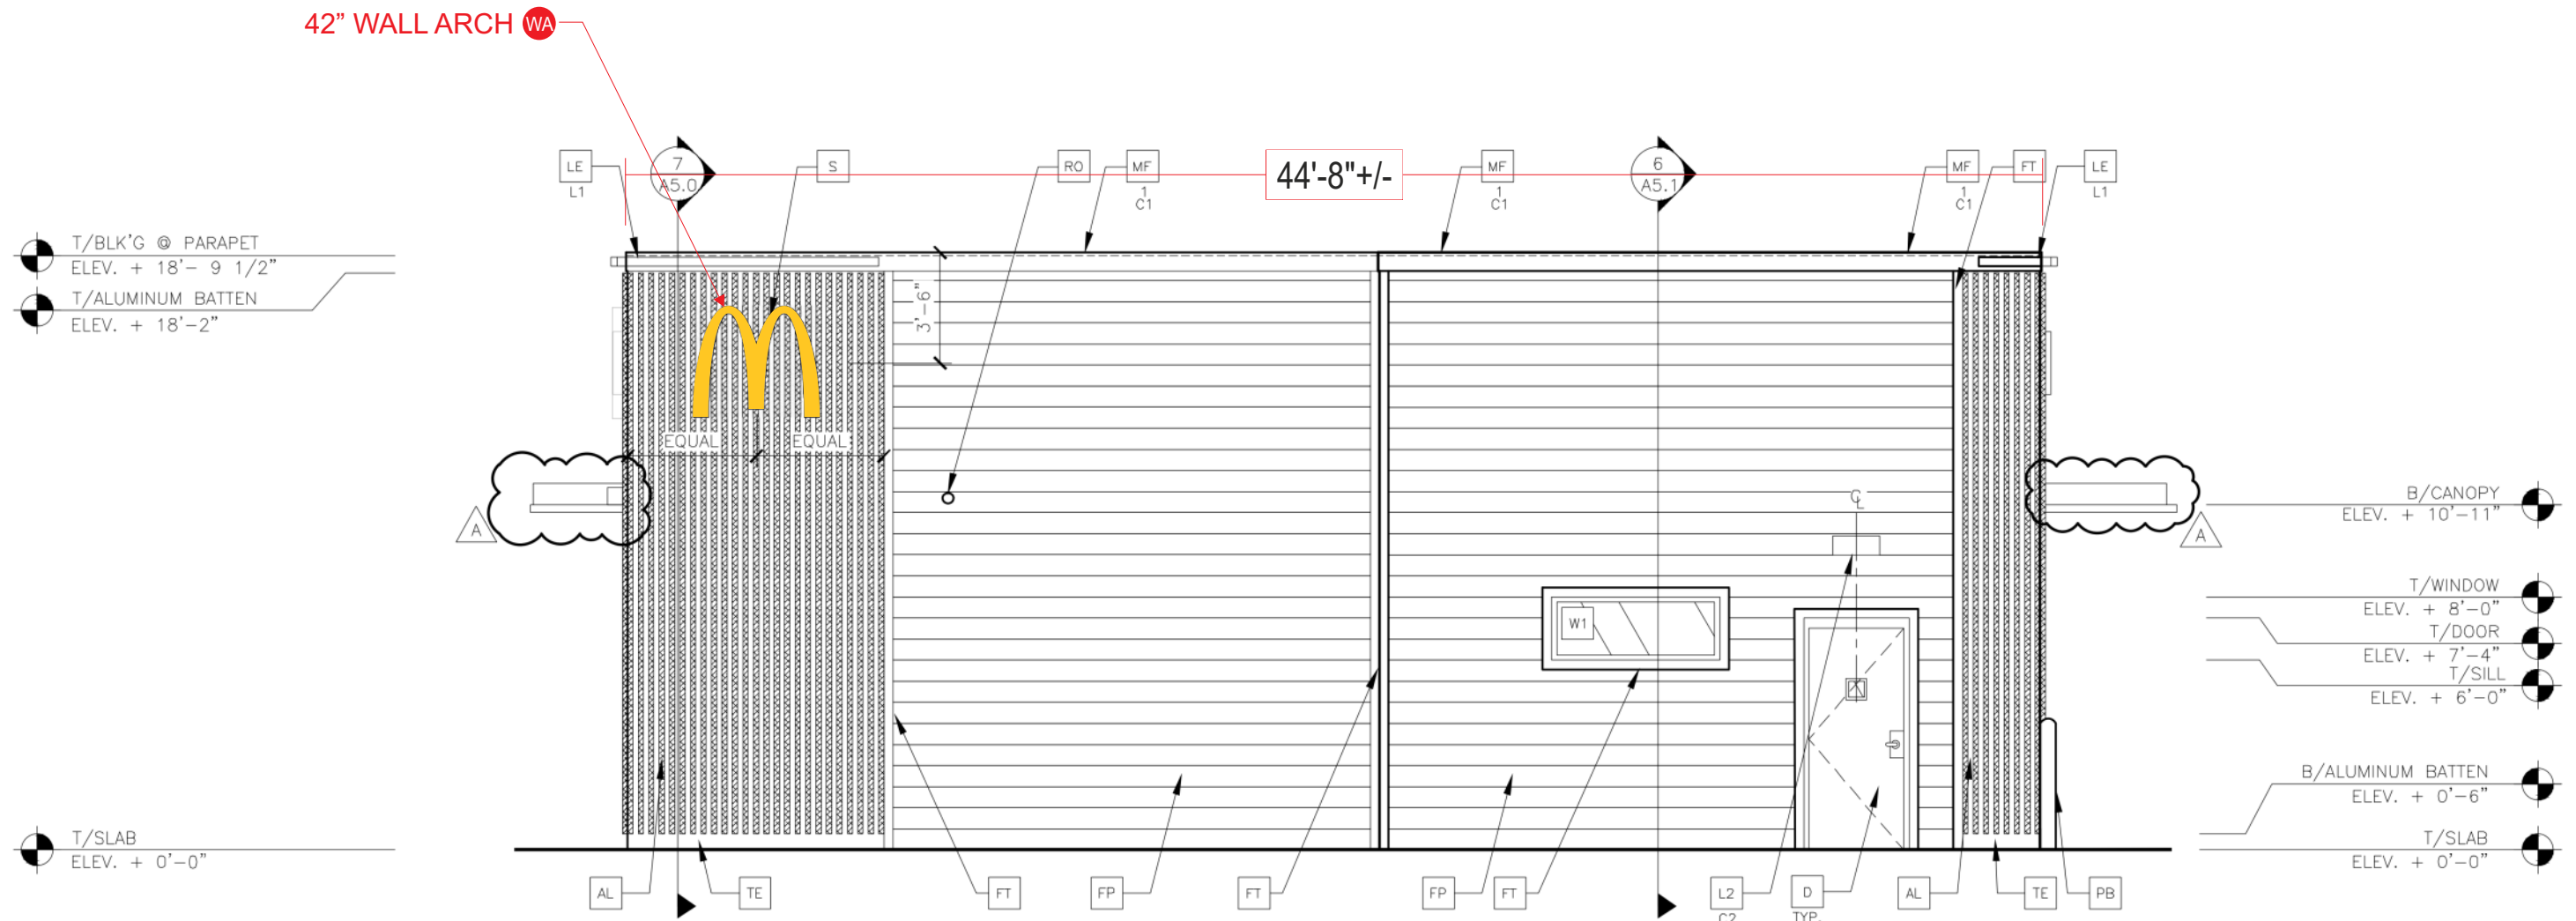 42” WALL ARCH WA
LE
L1
7
A5.0
S
RO
MF
1
C1
44'-8"+/-
MF
1
C1
6
A5.1
MF
1
C1
FT
LE
L1
T/BLK'G @ PARAPET
ELEV. + 18'- 9 1/2"
T/ALUMINUM BATTEN
ELEV. + 18'-2"
3'-6"
EQUAL
EQUAL
A
A
CL
B/CANOPY
ELEV. + 10'-11"
W1
T/WINDOW
ELEV. + 8'-0"
T/DOOR
ELEV. + 7'-4"
T/SILL
ELEV. + 6'-0"
B/ALUMINUM BATTEN
ELEV. + 0'-6"
T/SLAB
ELEV. + 0'-0"
T/SLAB
ELEV. + 0'-0"
AL
TE
FT
FP
FT
FP
FT
L2
C2
D
TYP.
AL
TE
PB